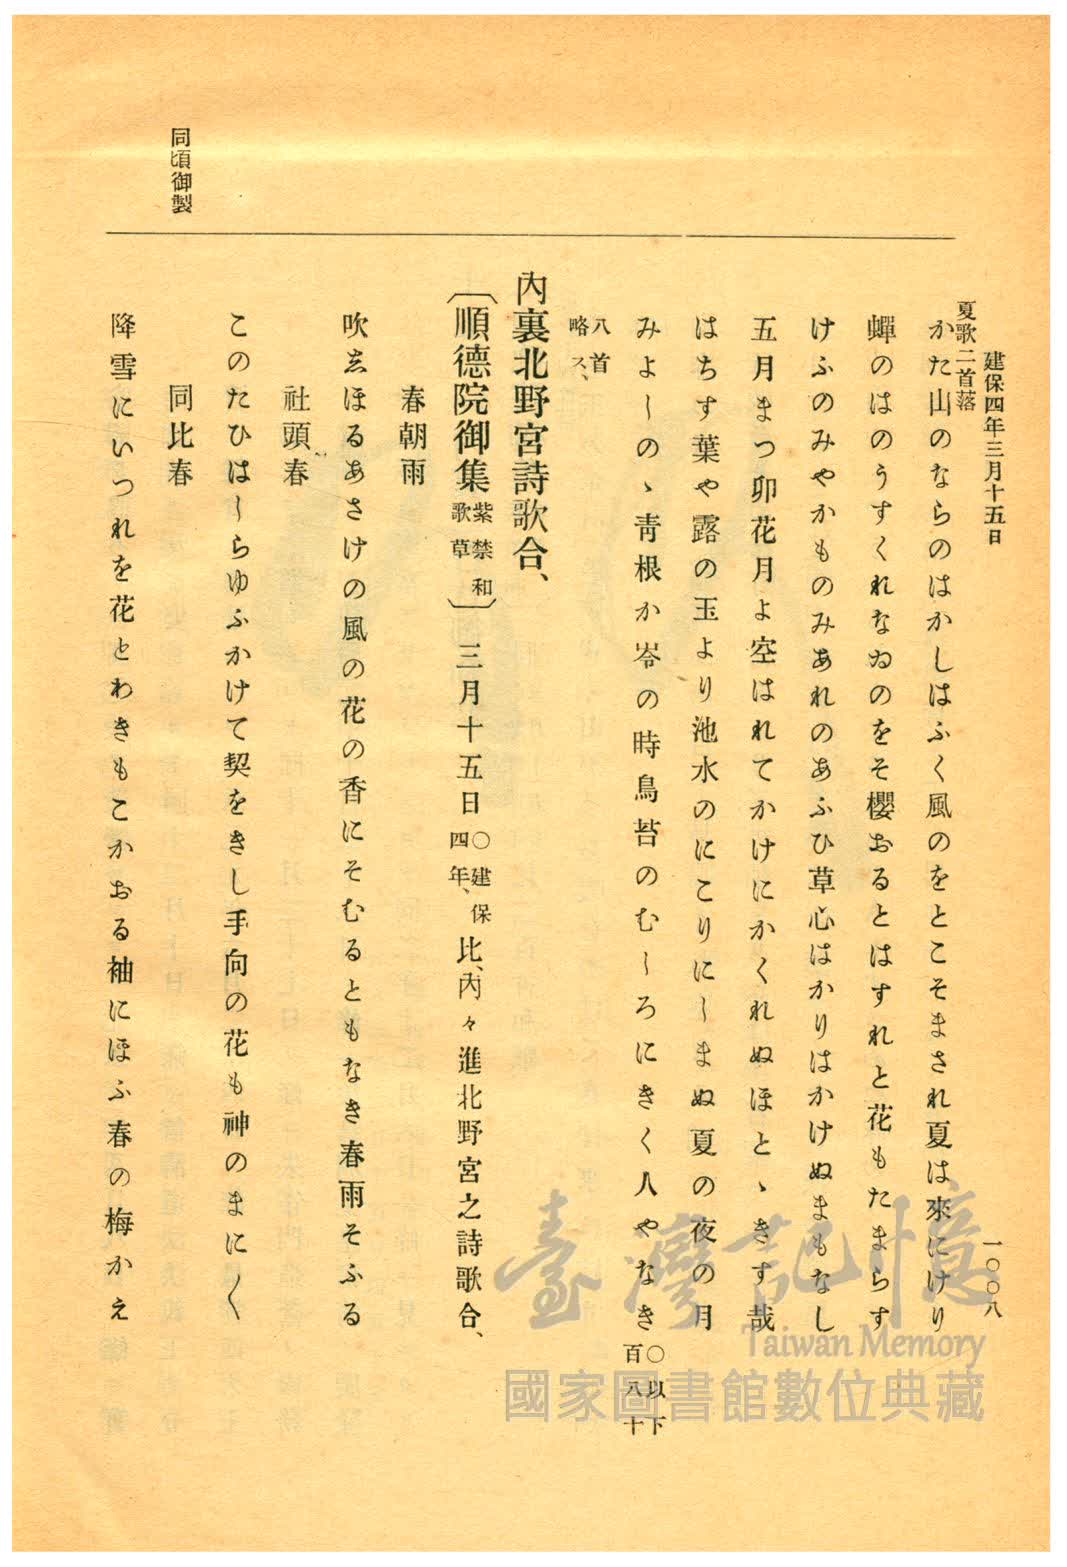 建保四年三月十五日
一〇〇八
夏歌二首落
かた山のならのはかしはふく風のをとこそまされ夏は來にけり
蟬のはのうすくれなゐのをそ櫻おるとはすれと花もたまらす
けふのみやかものみあれのあふひ草心はかりはかけぬまもなし
五月まつ卯花月よ空はれてかけにかくれぬほとゝきす哉
はちす葉や露の玉より池水のにこりにしまぬ夏の夜の月
みよしのゝ靑根か岑の時鳥苔のむしろにきく人やなき〇以下百八十
八首略ス、
內裏北野宮詩歌合、
〔順德院御集紫禁和歌草〕三月十五日〇建保四年、比、內々進北野宮之詩歌合、
春朝雨
吹まほるあさけの風の花の香にそむるともなき春雨そふる
社頭春
このたひはしらゆふかけて契をきし手向の花も神のまに〱
同頃御製
同比春
降雪にいつれを花とわきもこかおる袖にほふ春の梅かえ
臺灣記憶
Taiwan Memory
國家圖書館數位典藏